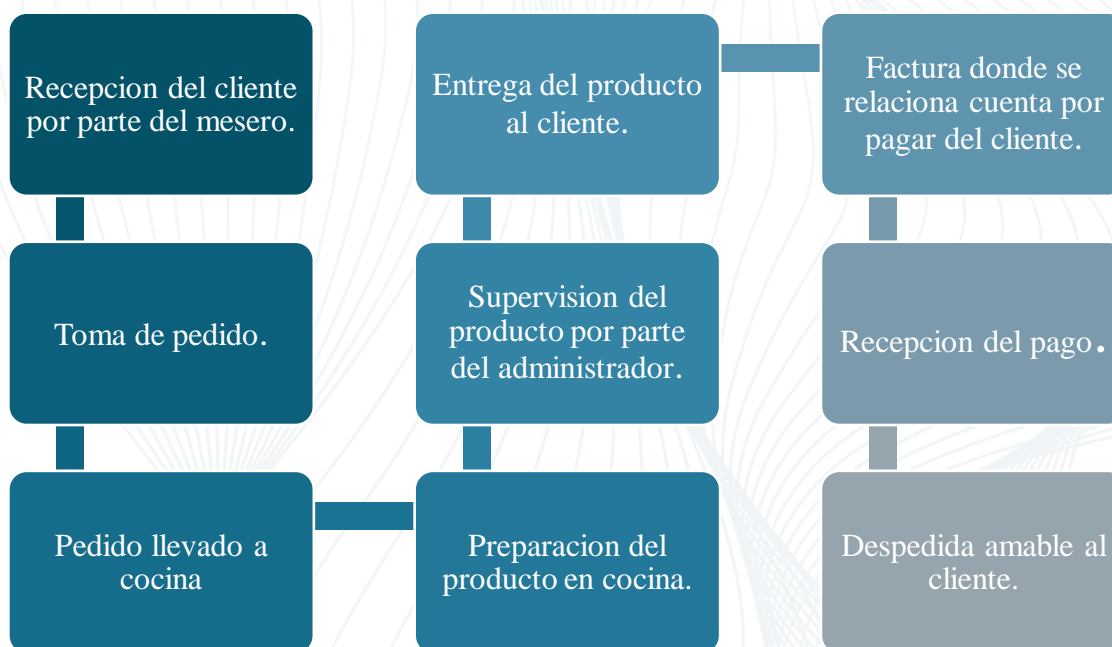 Recepcion del cliente
por parte del mesero.
Toma de pedido.
Pedido llevado a
cocina
Preparacion del
producto en cocina.
Supervision del
producto por parte
del administrador.
Entrega del producto
al cliente.
Factura donde se
relaciona cuenta por
pagar del cliente.
Recepcion del pago.
Despedida amable al
cliente.